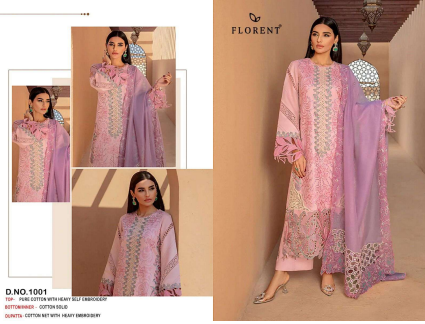 FLORENT
D.NO.1001
TOP:- PURE COTTON WITH HEAVY SELF EMBROIDERY
BOTTOM/INNER - COTTON SOLID
DUPATTA:- COTTON NET WITH HEAVY EMBROIDERY